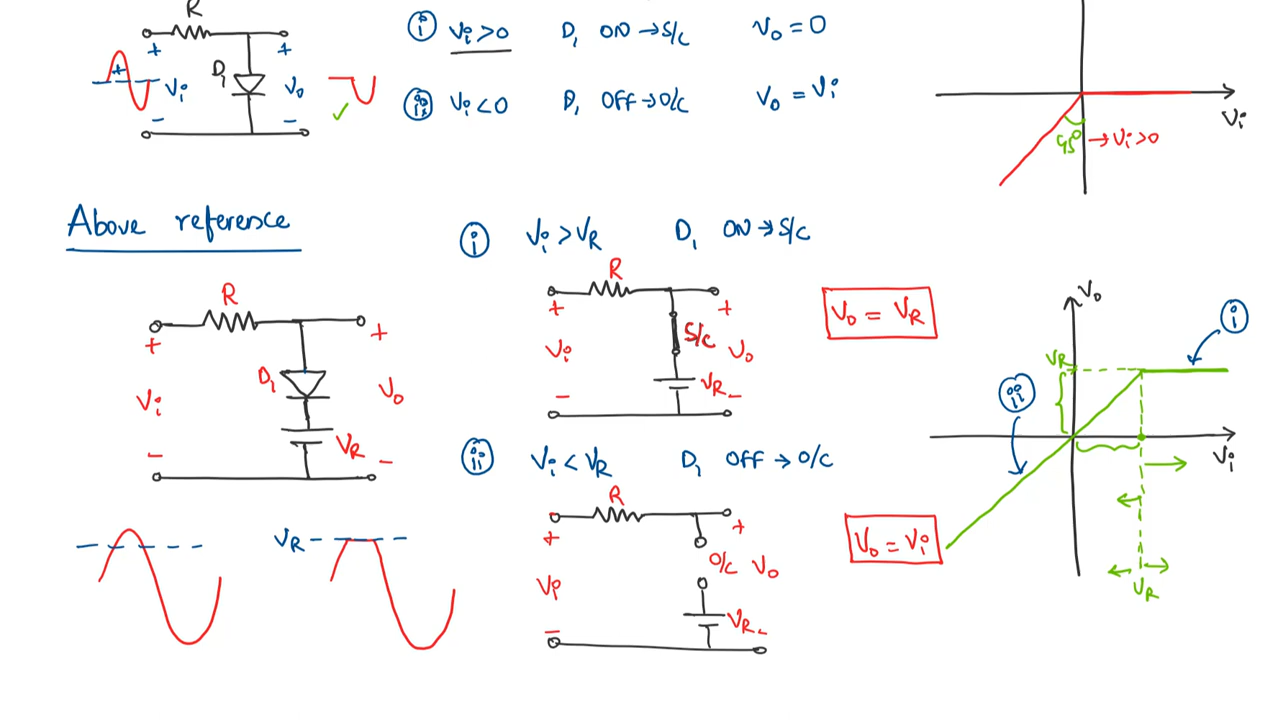 R
+ + Vi D1 Vo + - -
i Vi>0 D1 ON → S/C Vo = 0
ii Vi<0 D1 OFF → O/C Vo = Vi
Vi
45° → Vi>0
Above reference
i Vi > VR D1 ON → S/C
R
+ Vi - D1 VR + Vo -
R
+ Vi - S/C VR + Vo -
Vo = VR
Vo
VR
i
ii
Vi
VR
ii Vi < VR D1 OFF → O/C
R
+ Vi - O/C VR + Vo -
Vo = Vi
VR